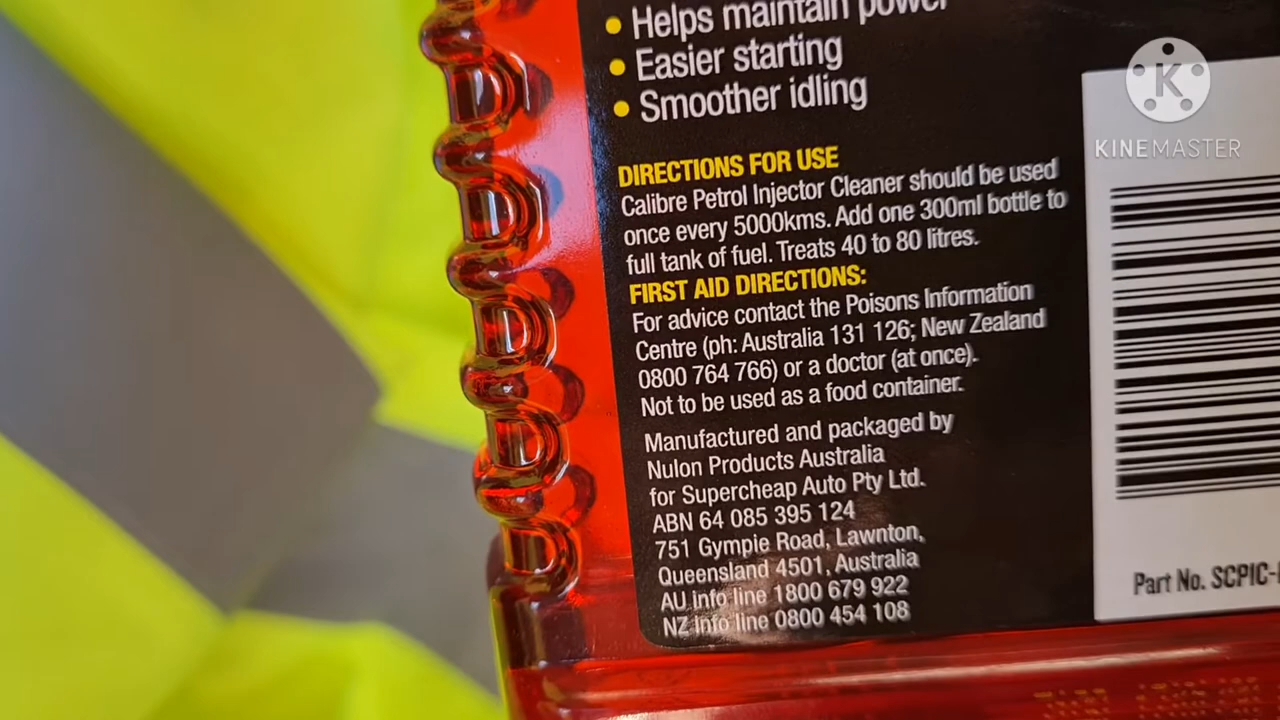 • Helps maintain power
• Easier starting
• Smoother idling
DIRECTIONS FOR USE
Calibre Petrol Injector Cleaner should be used
once every 5000kms. Add one 300ml bottle to
full tank of fuel. Treats 40 to 80 litres.
FIRST AID DIRECTIONS:
For advice contact the Poisons Information
Centre (ph: Australia 131 126; New Zealand
0800 764 766) or a doctor (at once).
Not to be used as a food container.
Manufactured and packaged by
Nulon Products Australia
for Supercheap Auto Pty Ltd.
ABN 64 085 395 124
751 Gympie Road, Lawnton,
Queensland 4501, Australia
AU info line 1800 679 922
NZ info line 0800 454 108
Part No. SCPIC-
K
KINEMASTER